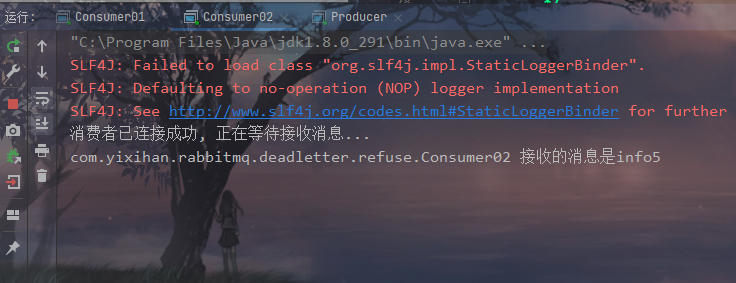 运行: Consumer01 Consumer02 Producer
"C:\Program Files\Java\jdk1.8.0_291\bin\java.exe" ...
SLF4J: Failed to load class "org.slf4j.impl.StaticLoggerBinder".
SLF4J: Defaulting to no-operation (NOP) logger implementation
SLF4J: See http://www.slf4j.org/codes.html#StaticLoggerBinder for further
消费者已连接成功, 正在等待接收消息...
com.yixihan.rabbitmq.deadletter.refuse.Consumer02 接收的消息是info5